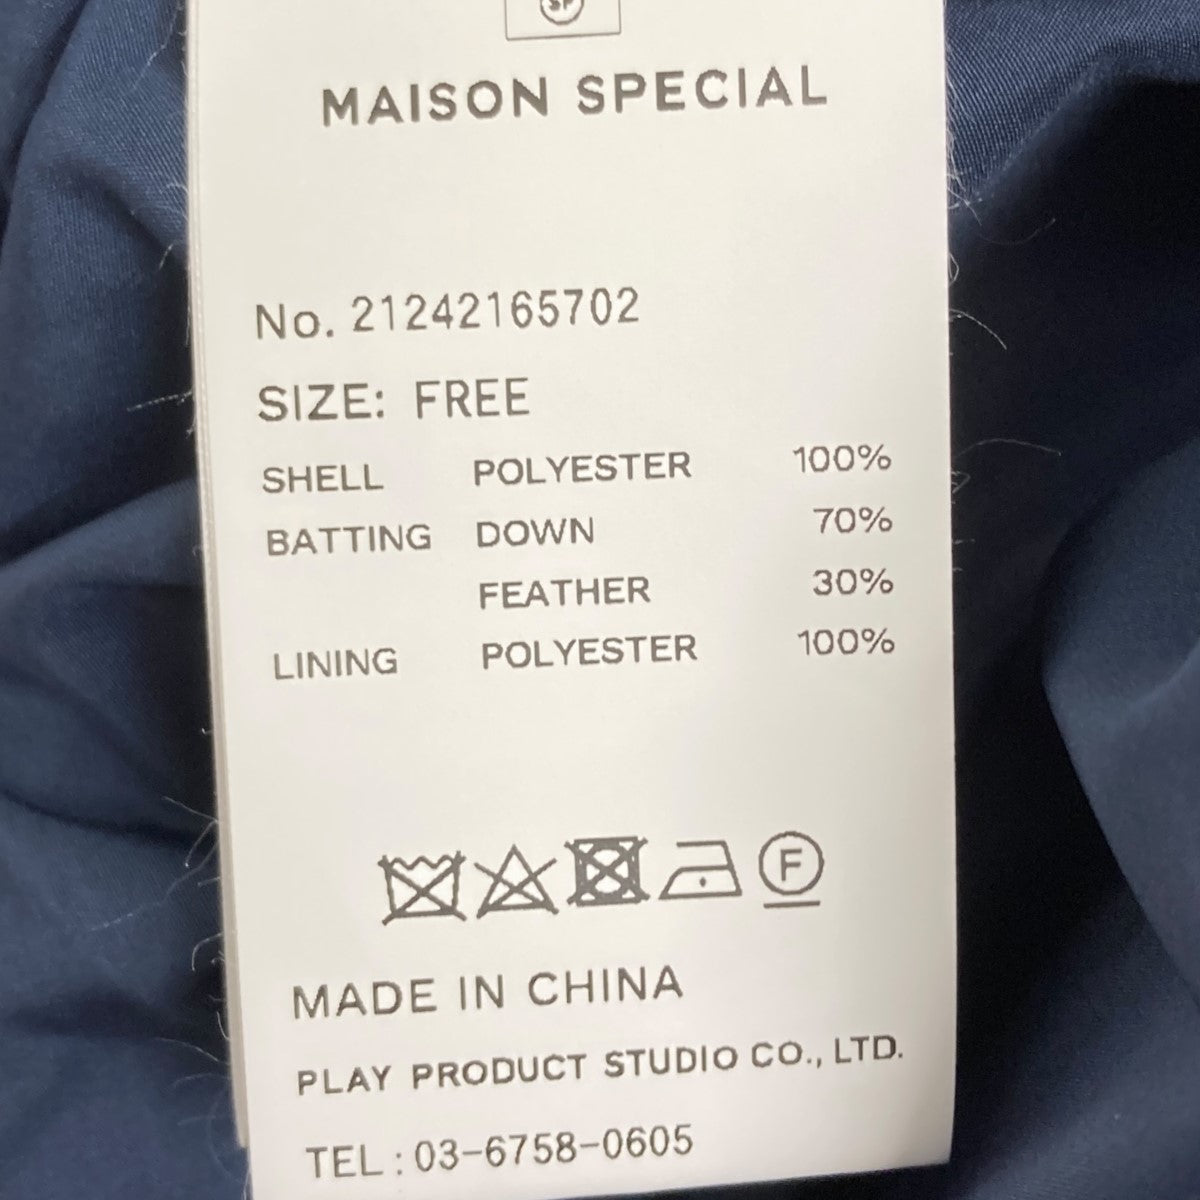 SP
MAISON SPECIAL
No. 21242165702
SIZE: FREE
SHELL POLYESTER 100%
BATTING DOWN 70%
FEATHER 30%
LINING POLYESTER 100%
F
MADE IN CHINA
PLAY PRODUCT STUDIO CO., LTD.
TEL : 03-6758-0605